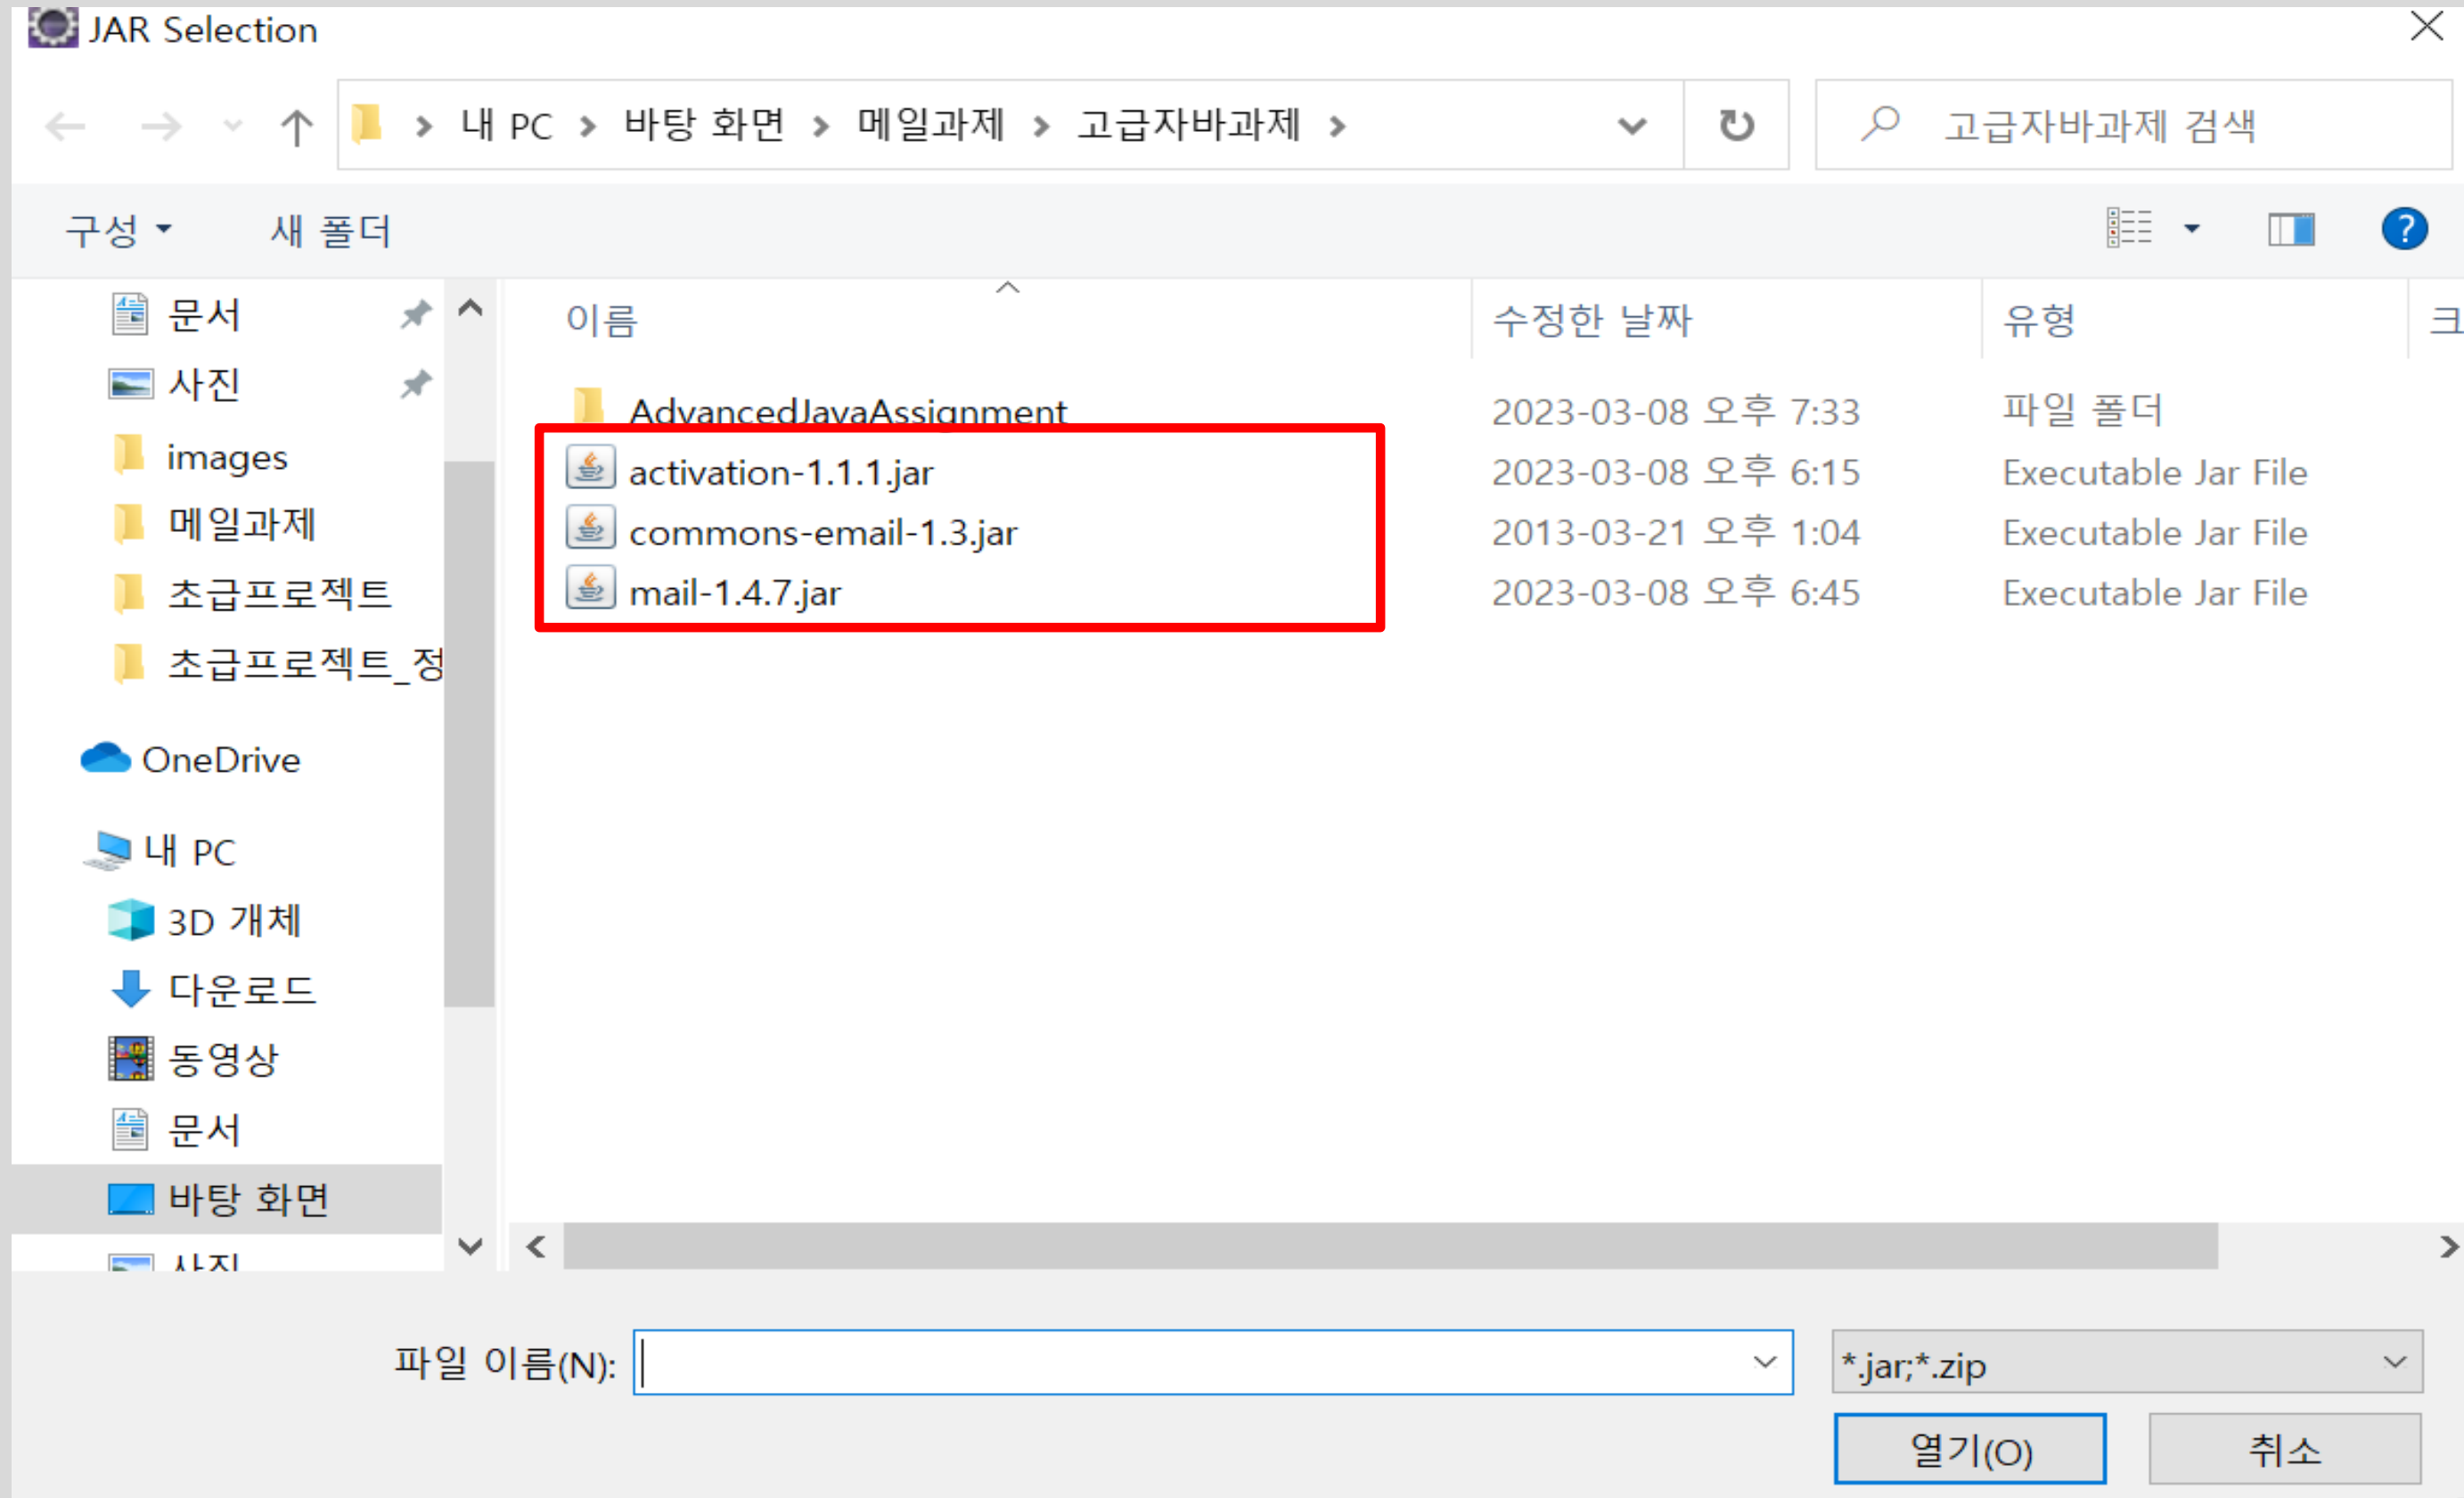 JAR Selection
내 PC 바탕 화면 메일과제 고급자바과제
고급자바과제 검색
구성 새 폴더
문서
사진
images
메일과제
초급프로젝트
초급프로젝트_정
OneDrive
내 PC
3D 개체
다운로드
동영상
문서
바탕 화면
사진
이름 수정한 날짜 유형 크
AdvancedJavaAssignment 2023-03-08 오후 7:33 파일 폴더
activation-1.1.1.jar 2023-03-08 오후 6:15 Executable Jar File
commons-email-1.3.jar 2013-03-21 오후 1:04 Executable Jar File
mail-1.4.7.jar 2023-03-08 오후 6:45 Executable Jar File
파일 이름(N): *.jar;*.zip
열기(O) 취소